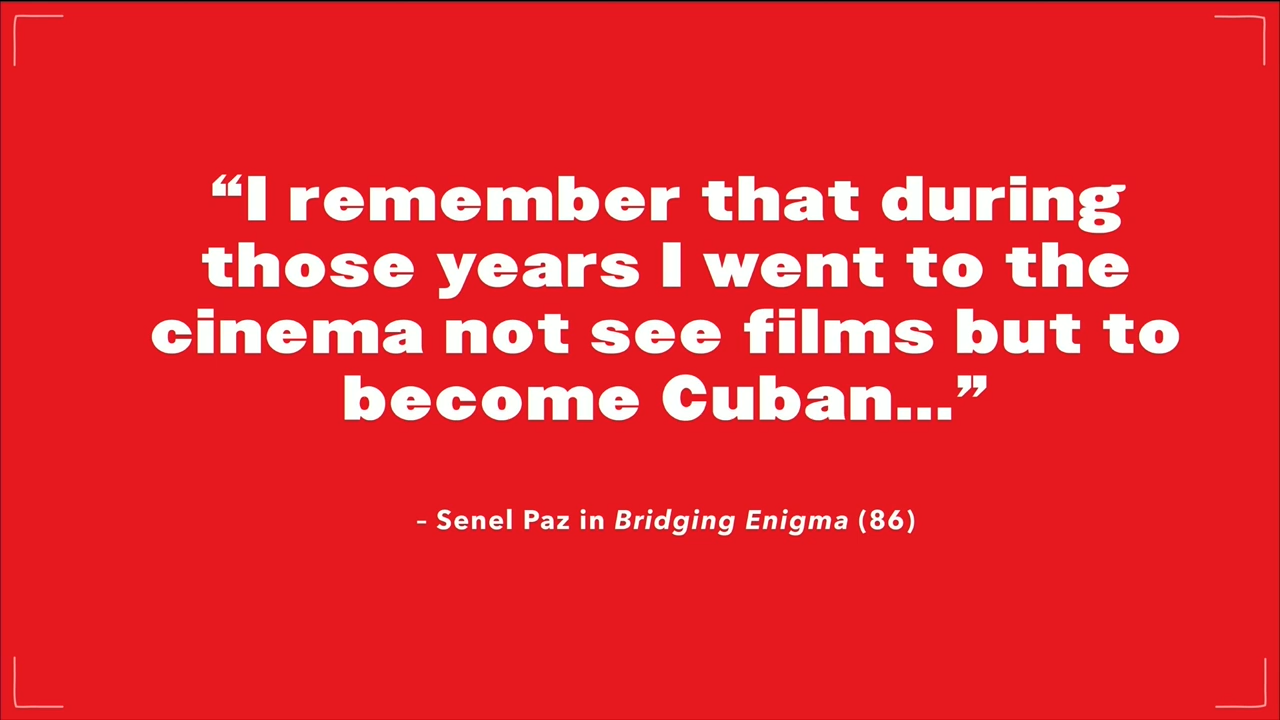 “I remember that during
those years I went to the
cinema not see films but to
become Cuban...”
– Senel Paz in Bridging Enigma (86)